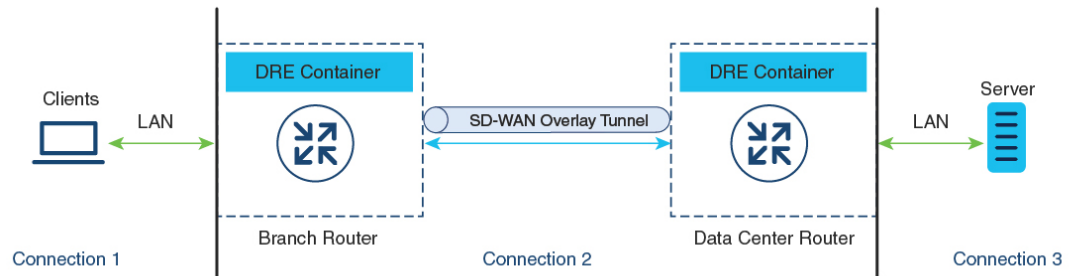 DRE Container
DRE Container
Clients
Server
LAN
SD-WAN Overlay Tunnel
LAN
Branch Router
Data Center Router
Connection 1
Connection 2
Connection 3